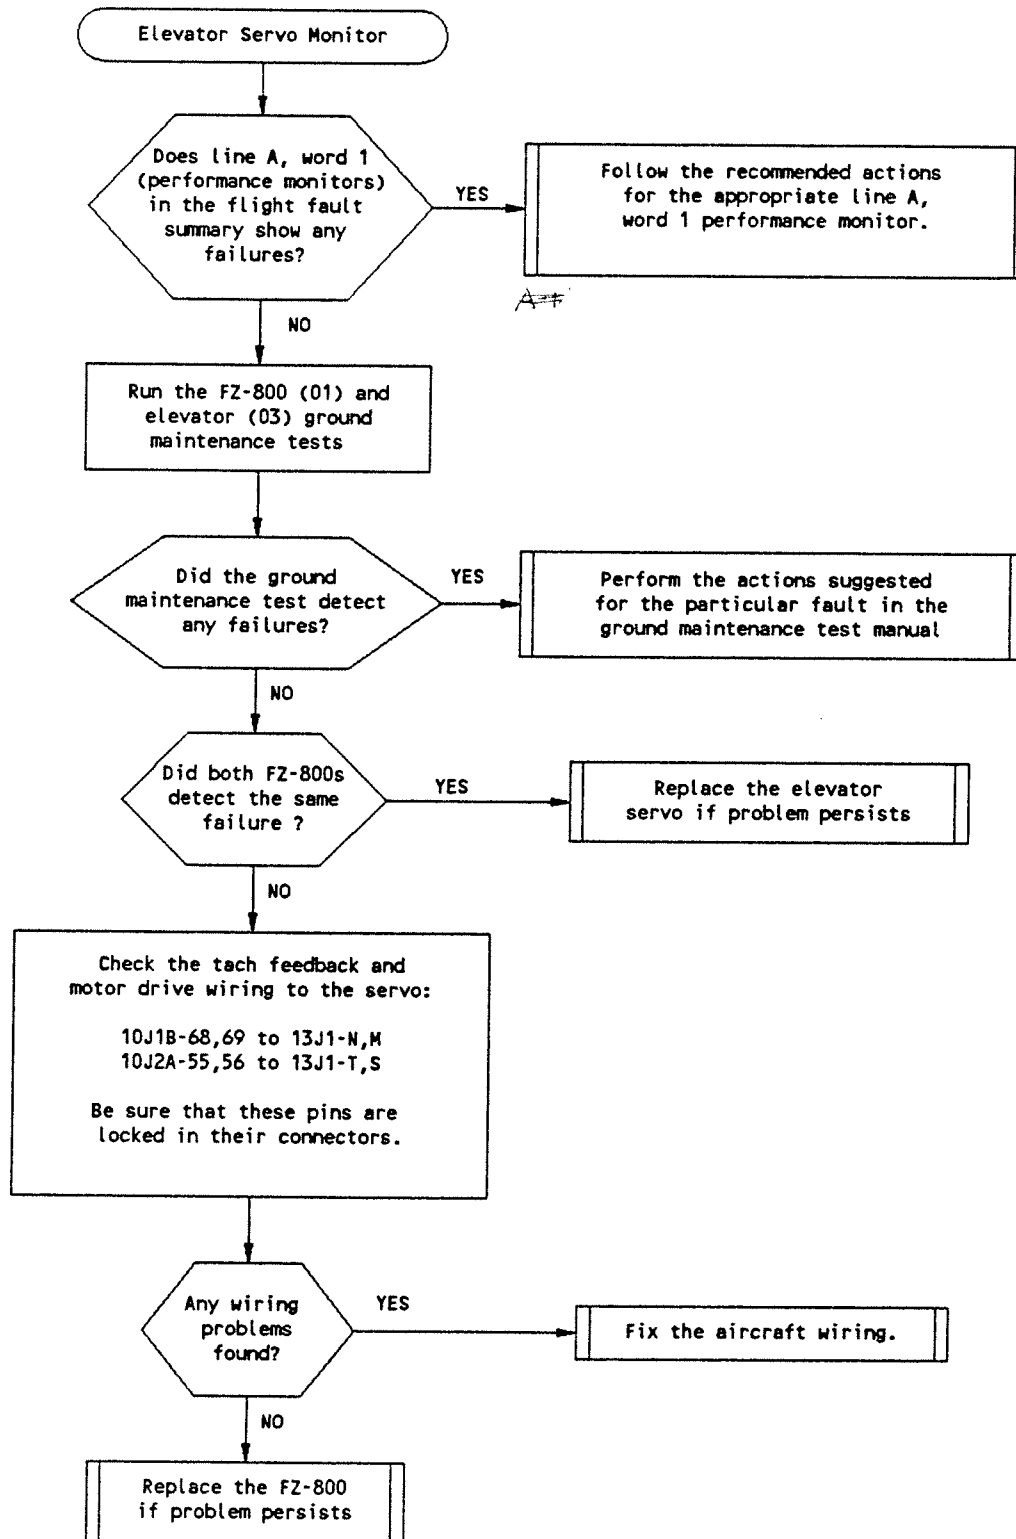 Elevator Servo Monitor
Does line A, word 1
(performance monitors)
in the flight fault
summary show any
failures?
YES
Follow the recommended actions
for the appropriate line A,
word 1 performance monitor.
NO
Run the FZ-800 (01) and
elevator (03) ground
maintenance tests
Did the ground
maintenance test detect
any failures?
YES
Perform the actions suggested
for the particular fault in the
ground maintenance test manual
NO
Did both FZ-800s
detect the same
failure ?
YES
Replace the elevator
servo if problem persists
NO
Check the tach feedback and
motor drive wiring to the servo:
10J1B-68,69 to 13J1-N,M
10J2A-55,56 to 13J1-T,S
Be sure that these pins are
locked in their connectors.
Any wiring
problems
found?
YES
Fix the aircraft wiring.
NO
Replace the FZ-800
if problem persists